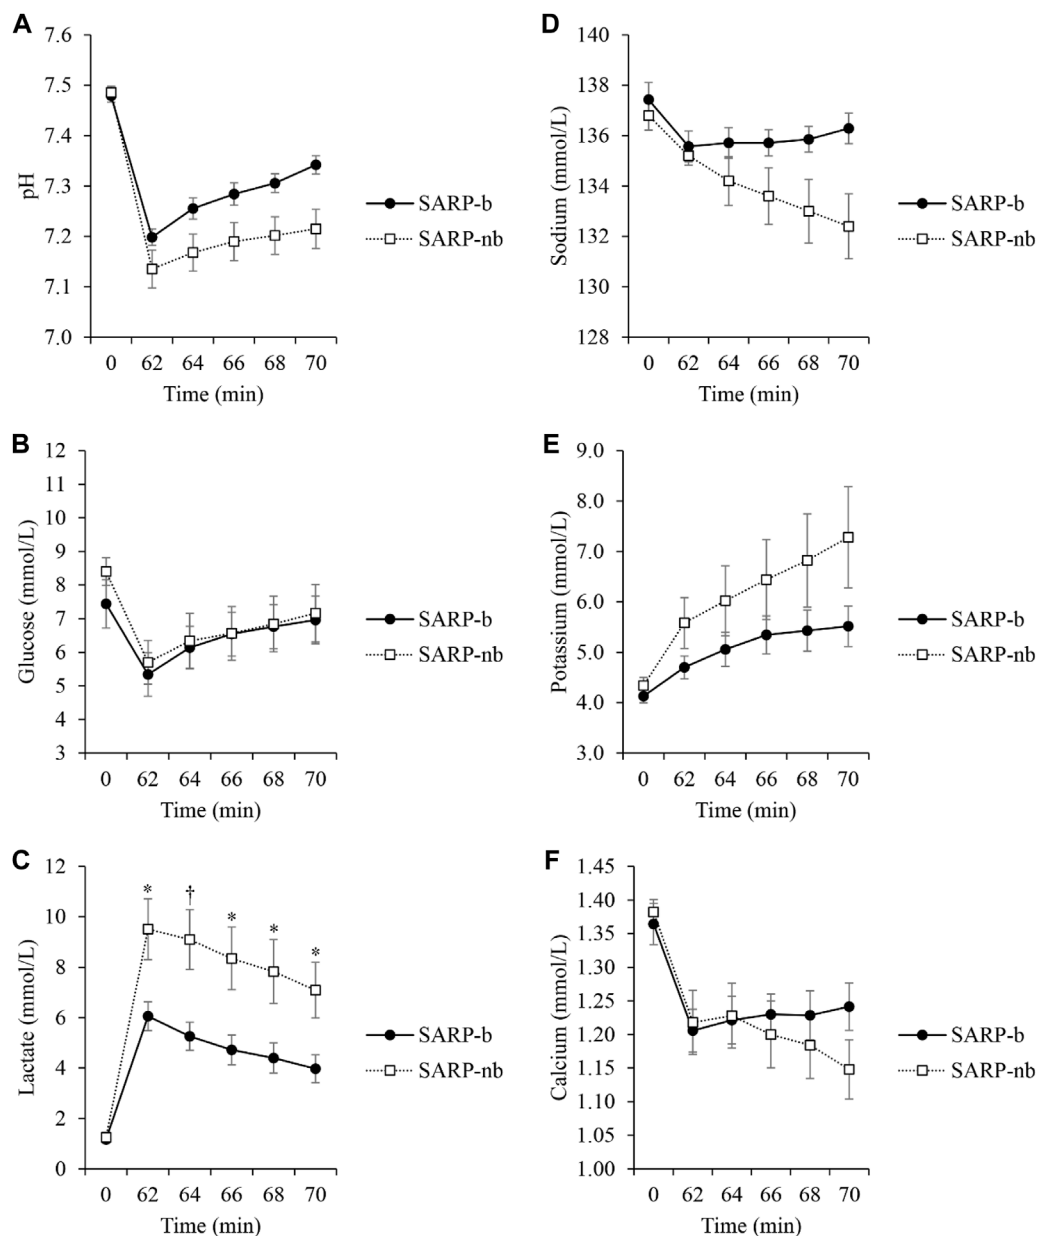 A
pH
7.6
7.5
7.4
7.3
7.2
7.1
7.0
0 62 64 66 68 70
Time (min)
SARP-b
SARP-nb
D
Sodium (mmol/L)
140
138
136
134
132
130
128
0 62 64 66 68 70
Time (min)
SARP-b
SARP-nb
B
Glucose (mmol/L)
12
11
10
9
8
7
6
5
4
3
0 62 64 66 68 70
Time (min)
SARP-b
SARP-nb
E
Potassium (mmol/L)
9.0
8.0
7.0
6.0
5.0
4.0
3.0
0 62 64 66 68 70
Time (min)
SARP-b
SARP-nb
C
Lactate (mmol/L)
12
10
8
6
4
2
0
* † * * *
0 62 64 66 68 70
Time (min)
SARP-b
SARP-nb
F
Calcium (mmol/L)
1.45
1.40
1.35
1.30
1.25
1.20
1.15
1.10
1.05
1.00
0 62 64 66 68 70
Time (min)
SARP-b
SARP-nb